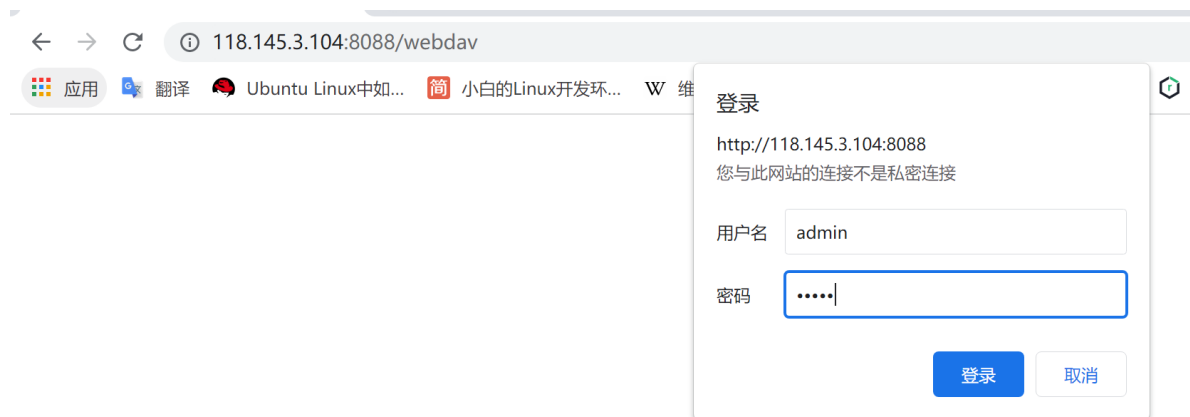 118.145.3.104:8088/webdav
应用 翻译 Ubuntu Linux中如... 简 小白的Linux开发环... W 维
登录
http://118.145.3.104:8088
您与此网站的连接不是私密连接
用户名 admin
密码 •••••
登录 取消